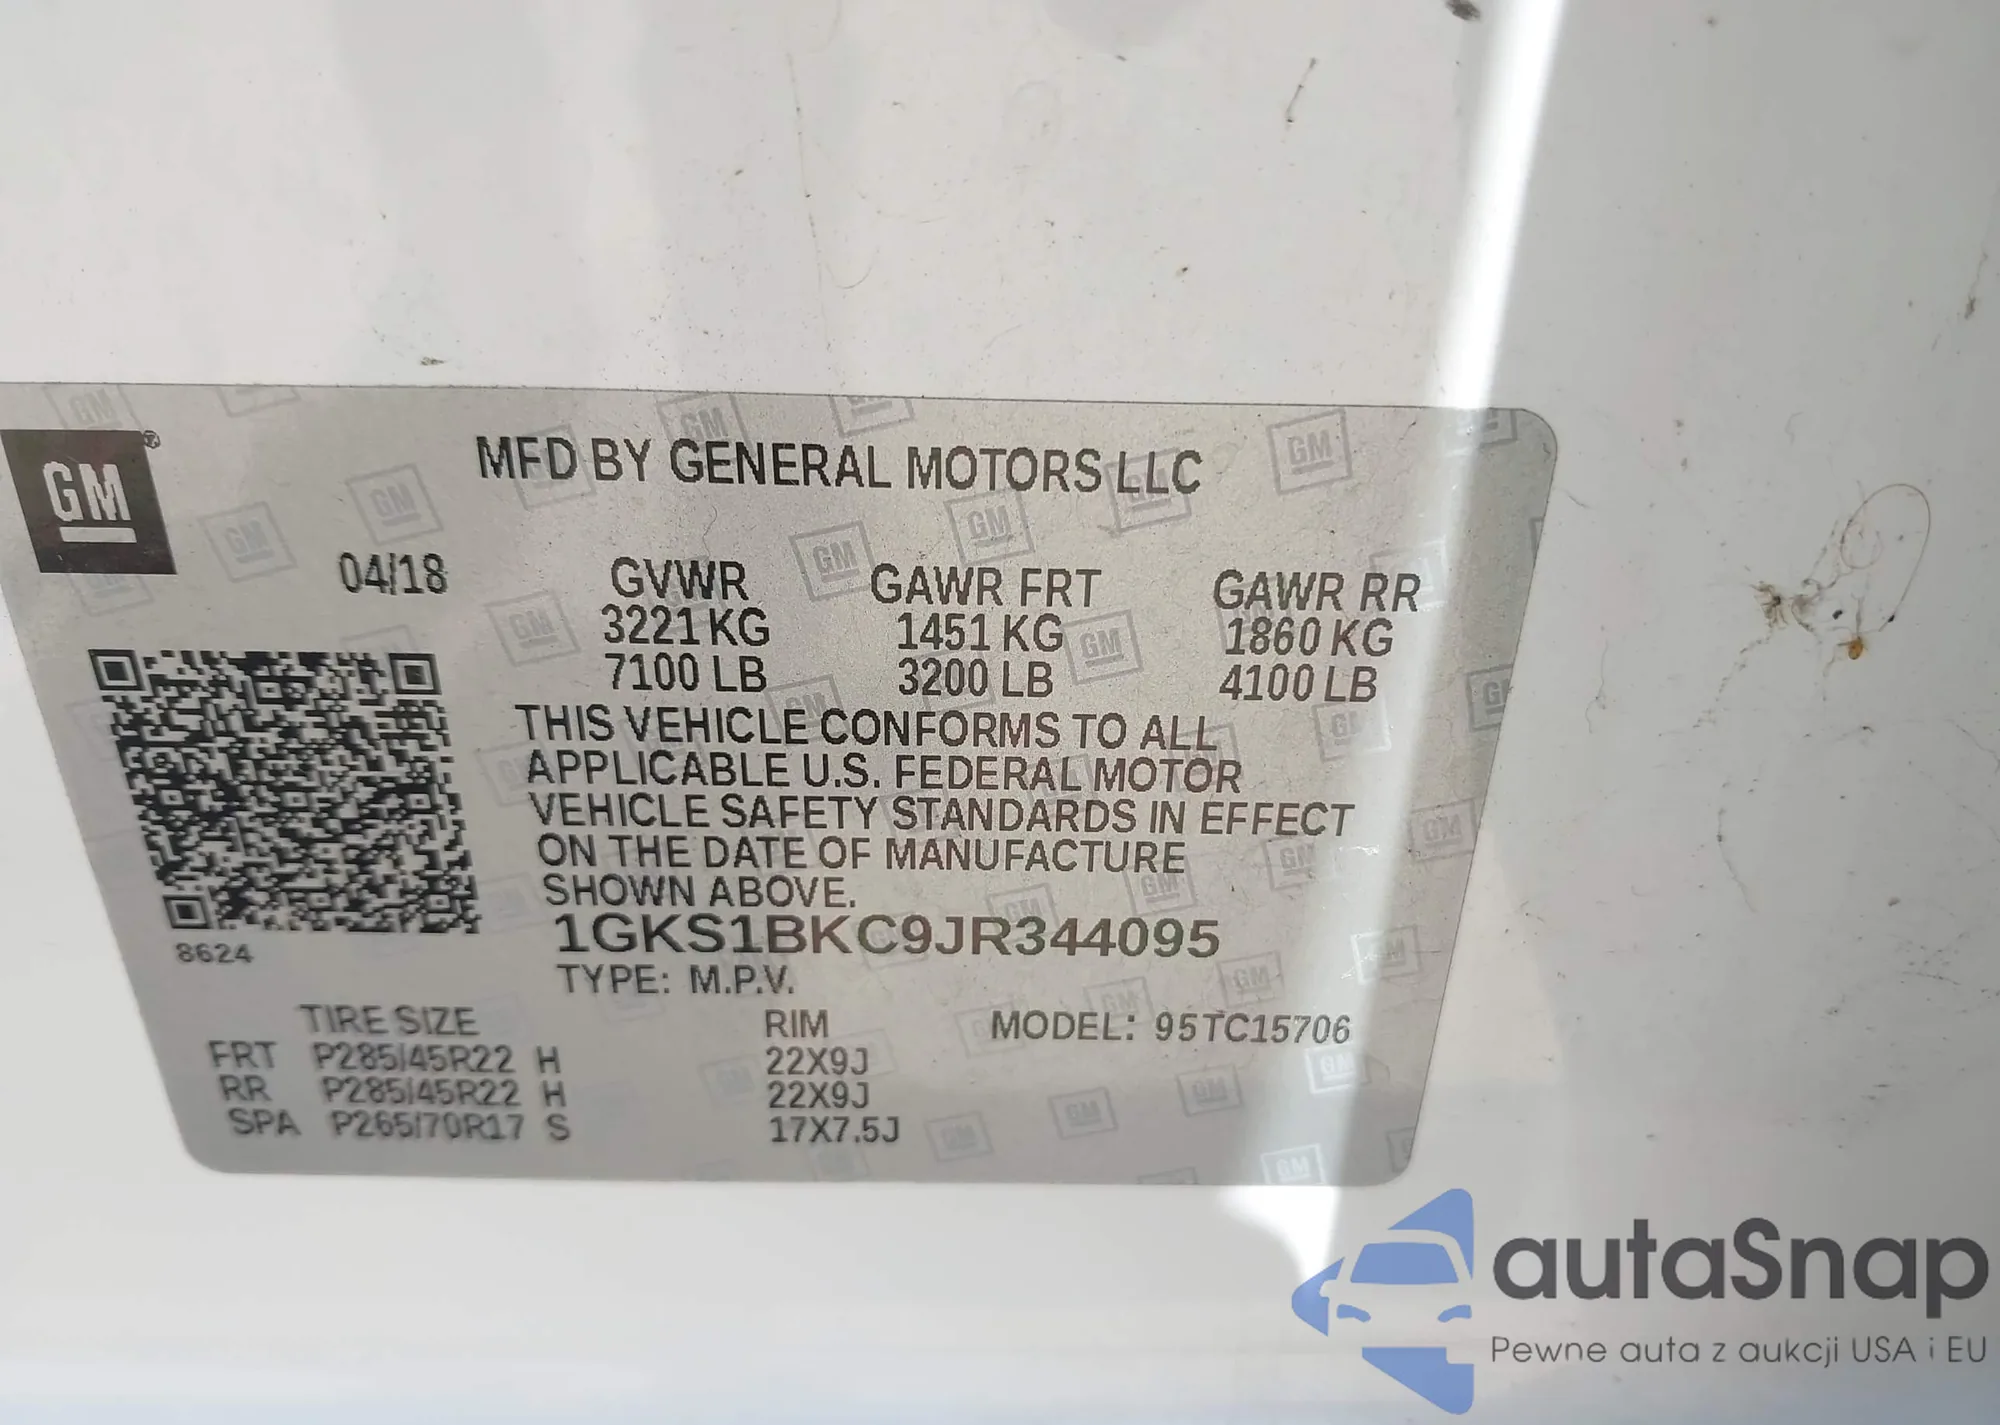 GM
MFD BY GENERAL MOTORS LLC
04/18 GVWR GAWR FRT GAWR RR
3221 KG 1451 KG 1860 KG
7100 LB 3200 LB 4100 LB
THIS VEHICLE CONFORMS TO ALL
APPLICABLE U.S. FEDERAL MOTOR
VEHICLE SAFETY STANDARDS IN EFFECT
ON THE DATE OF MANUFACTURE
SHOWN ABOVE.
1GKS1BKC9JR344095
8624
TYPE: M.P.V.
TIRE SIZE RIM MODEL: 95TC15706
FRT P285/45R22 H 22X9J
RR P285/45R22 H 22X9J
SPA P265/70R17 S 17X7.5J
autaSnap
Pewne auta z aukcji USA i EU